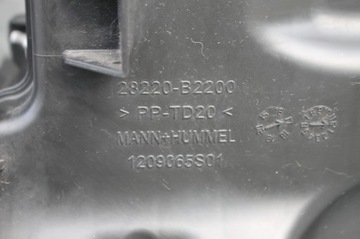 28220-B2200
> PP-TD20 <
MANN+HUMMEL
1209065S01